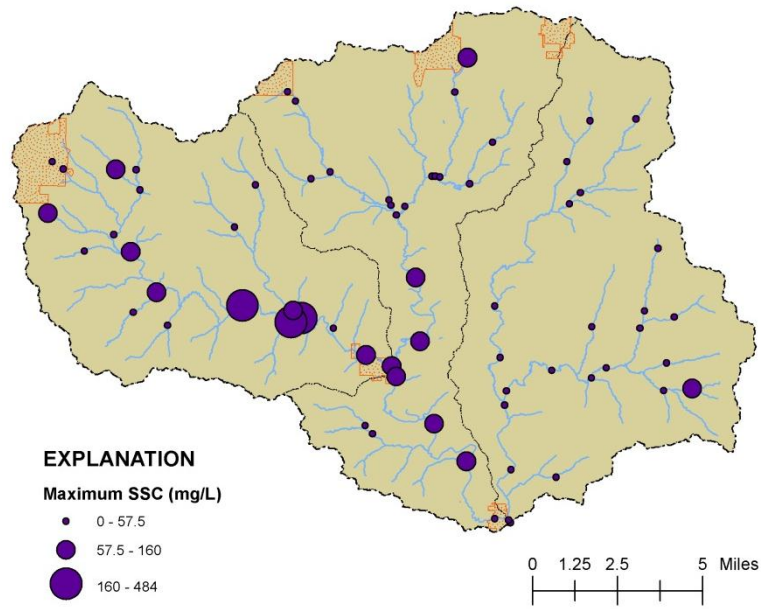 EXPLANATION
Maximum SSC (mg/L)
0 - 57.5
57.5 - 160
160 - 484
0 1.25 2.5 5 Miles